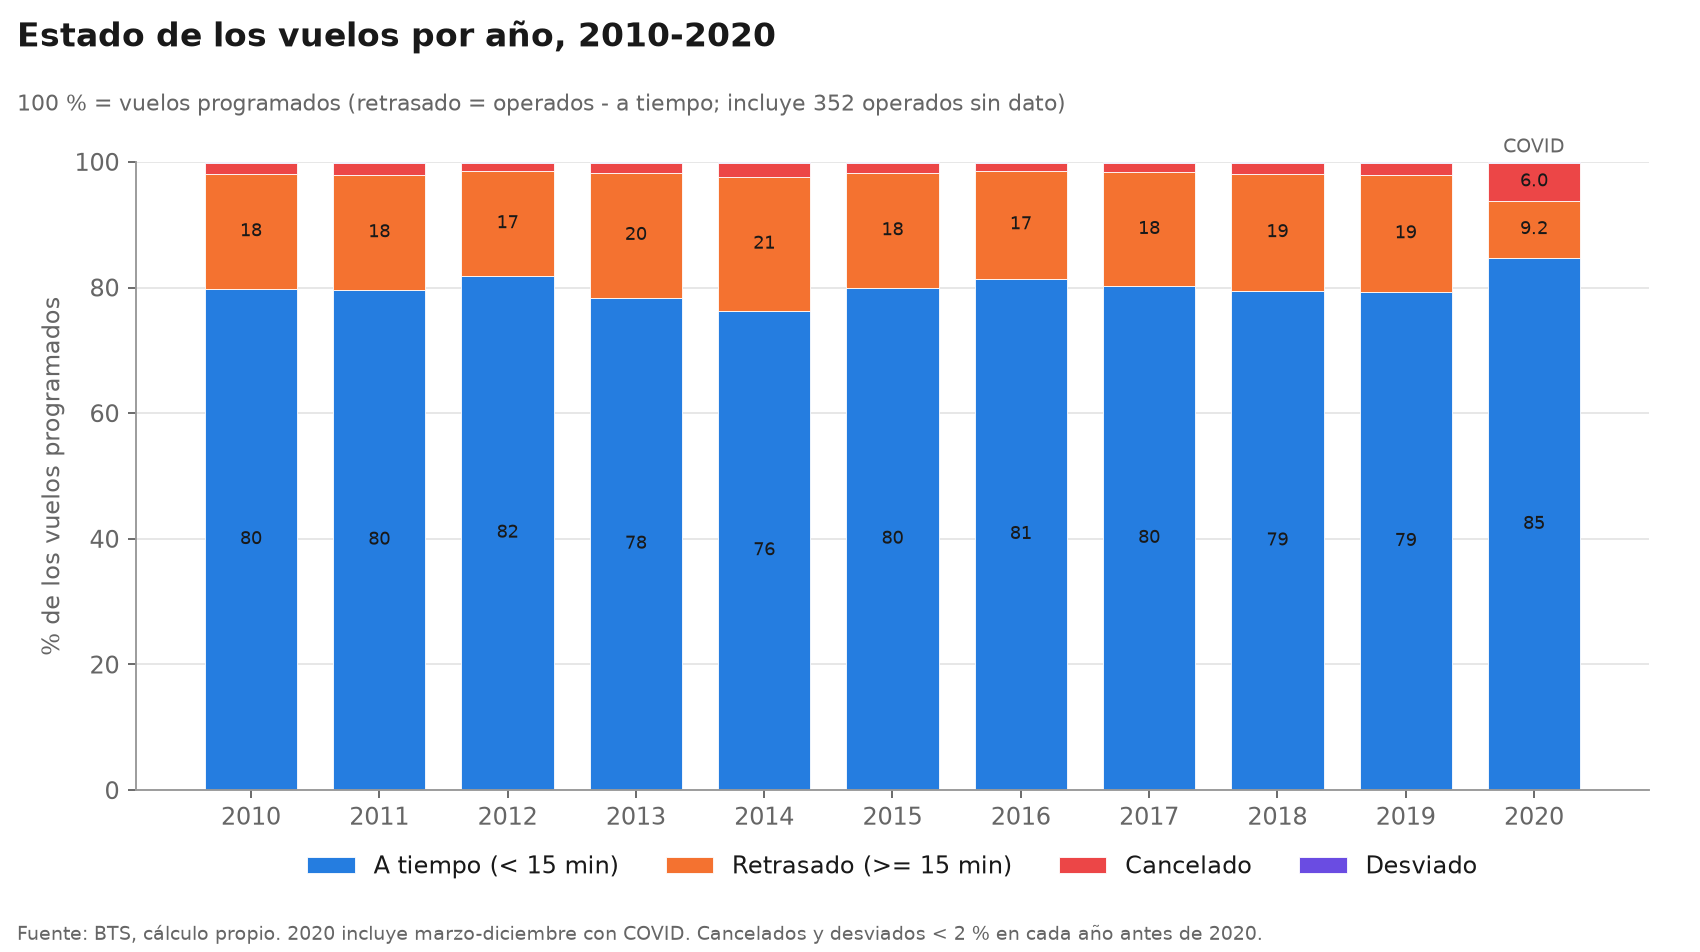 Estado de los vuelos por año, 2010-2020
100 % = vuelos programados (retrasado = operados - a tiempo; incluye 352 operados sin dato)
COVID
% de los vuelos programados
100
80
60
40
20
0
18 18 17 20 21 18 17 18 19 19 9.2
6.0
80 80 82 78 76 80 81 80 79 79 85
2010 2011 2012 2013 2014 2015 2016 2017 2018 2019 2020
A tiempo (< 15 min) Retrasado (>= 15 min) Cancelado Desviado
Fuente: BTS, cálculo propio. 2020 incluye marzo-diciembre con COVID. Cancelados y desviados < 2 % en cada año antes de 2020.